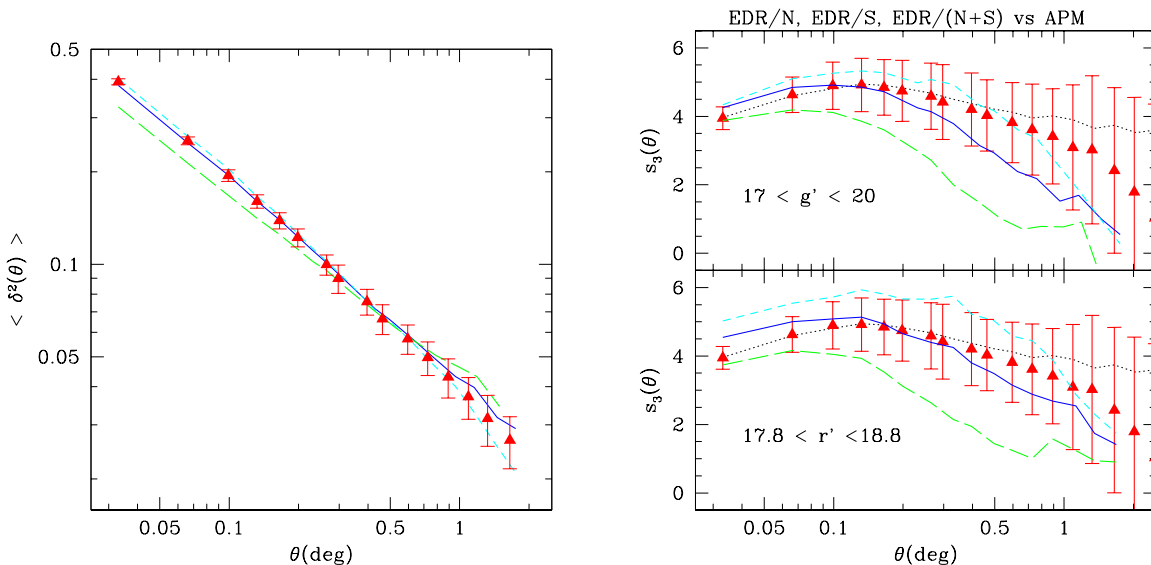 EDR/N, EDR/S, EDR/(N+S) vs APM
0.5
0.1
0.05
< δ²(θ) >
0.05 0.1 0.5 1
θ(deg)
6
4
2
0
s₃(θ)
17 < g' < 20
6
4
2
0
s₃(θ)
17.8 < r' <18.8
0.05 0.1 0.5 1
θ(deg)